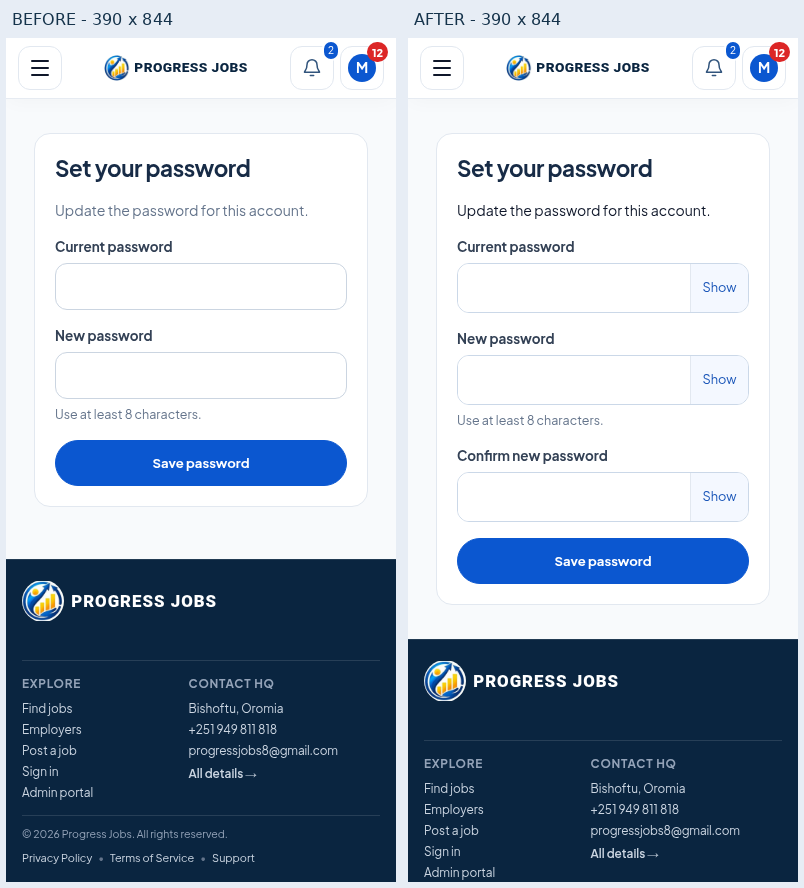 BEFORE - 390 x 844
PROGRESS JOBS
2
M
12
Set your password
Update the password for this account.
Current password
New password
Use at least 8 characters.
Save password
PROGRESS JOBS
EXPLORE
Find jobs
Employers
Post a job
Sign in
Admin portal
CONTACT HQ
Bishoftu, Oromia
+251 949 811 818
progressjobs8@gmail.com
All details →
© 2026 Progress Jobs. All rights reserved.
Privacy Policy • Terms of Service • Support
AFTER - 390 x 844
PROGRESS JOBS
2
M
12
Set your password
Update the password for this account.
Current password
Show
New password
Show
Use at least 8 characters.
Confirm new password
Show
Save password
PROGRESS JOBS
EXPLORE
Find jobs
Employers
Post a job
Sign in
Admin portal
CONTACT HQ
Bishoftu, Oromia
+251 949 811 818
progressjobs8@gmail.com
All details →